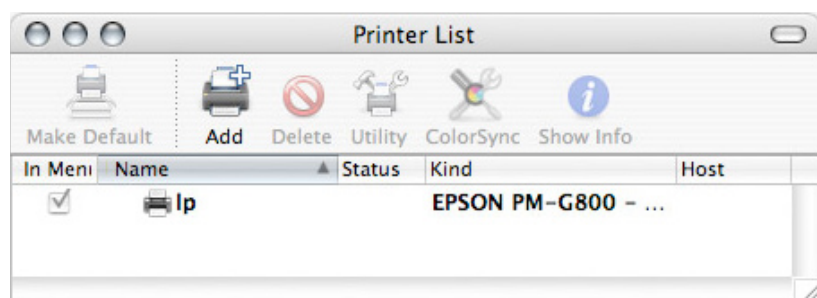 Printer List
Make Default Add Delete Utility ColorSync Show Info
In Menu Name Status Kind Host
lp EPSON PM-G800 - ...